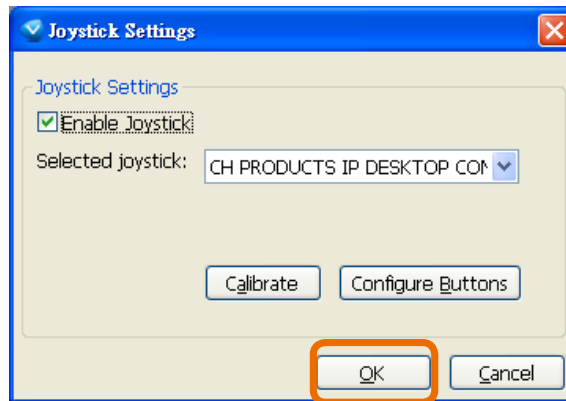 Joystick Settings
Joystick Settings
Enable Joystick
Selected joystick: CH PRODUCTS IP DESKTOP CON
Calibrate Configure Buttons
OK Cancel